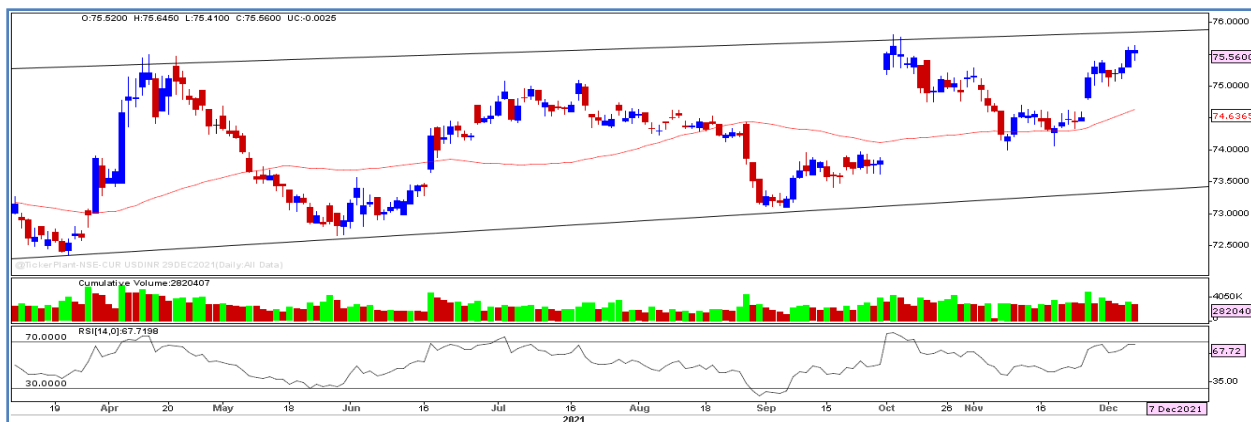 O:75.5200 H:75.6450 L:75.4100 C:75.5600 UC:-0.0025
76.0000
75.5600
75.0000
74.6365
74.0000
73.5000
73.0000
72.5000
@TickerPlant-NSE-CUR USDINR 29DEC2021(Daily:All Data)
Cumulative Volume:2820407
4050K
282040
0
RSI[14,0]:67.7198
70.0000
67.72
35.00
30.0000
19 Apr 20 May 18 Jun 16 Jul 16 Aug 18 Sep 15 Oct 26 Nov 16 Dec 7 Dec2021
2021